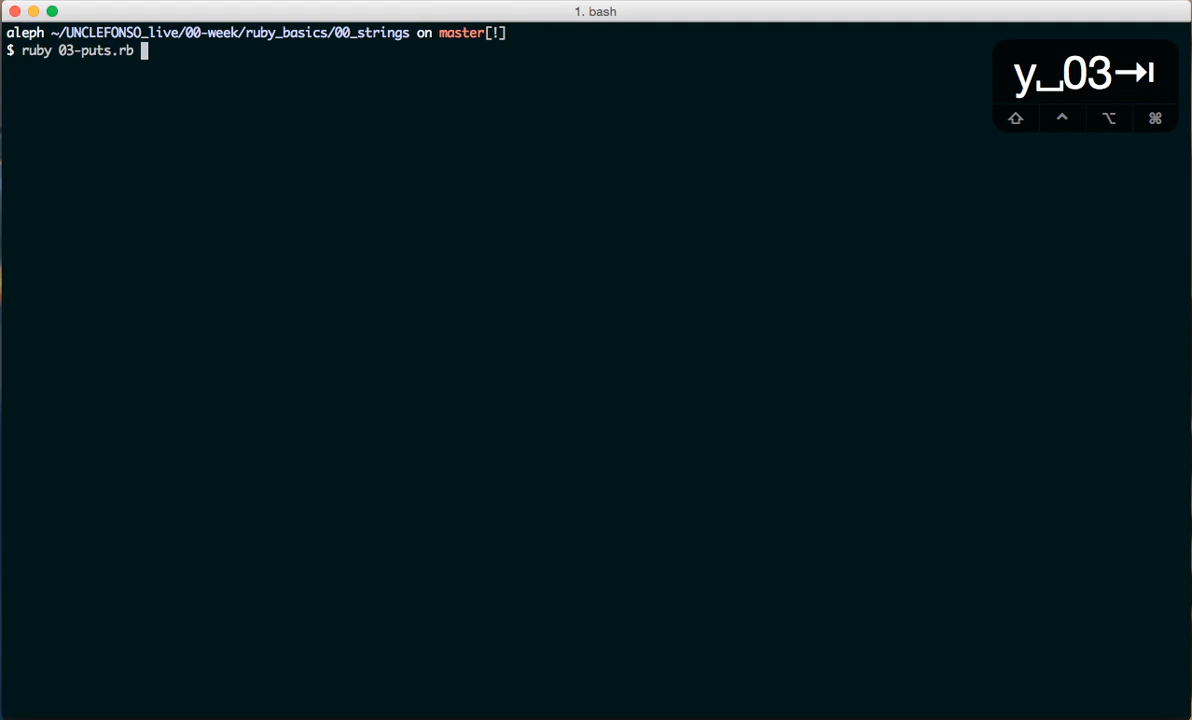 1. bash
aleph ~/UNCLEFONSO_live/00-week/ruby_basics/00_strings on master[!]
$ ruby 03-puts.rb
y␣03⇥
⇧ ⌃ ⌥ ⌘